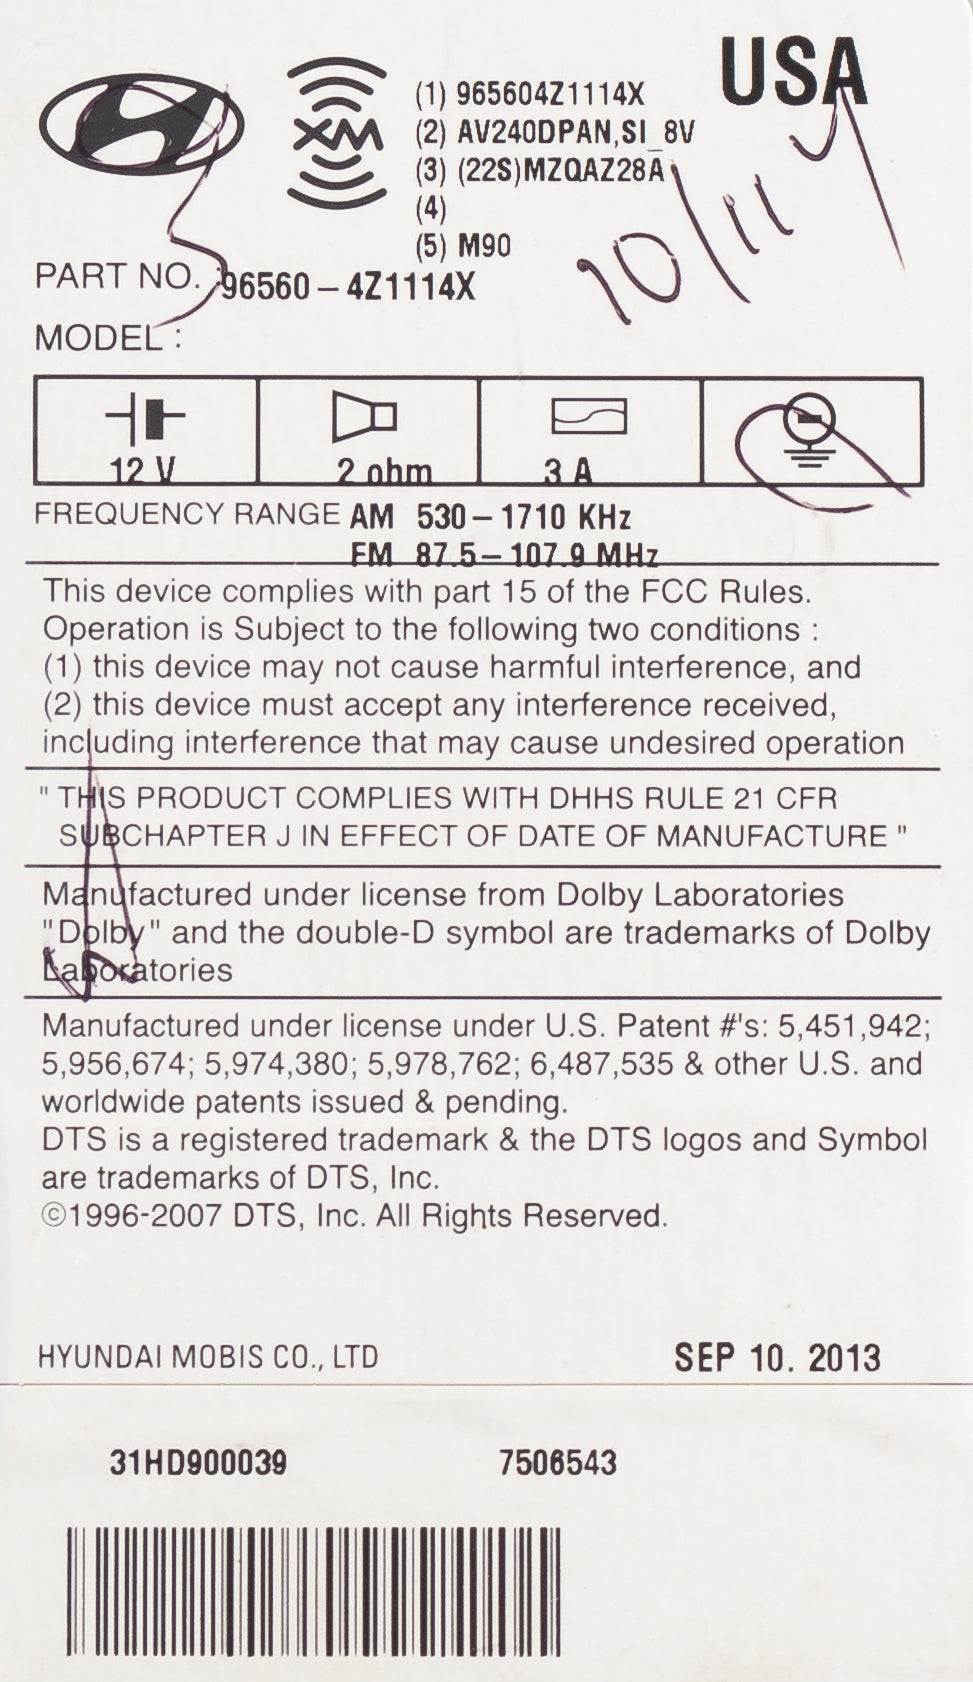 USA
XM
(1) 965604Z1114X
(2) AV240DPAN,SI_8V
(3) (22S)MZQAZ28A
(4)
(5) M90
10/11
PART NO. : 96560-4Z1114X
MODEL :
12 V 2 ohm 3 A
FREQUENCY RANGE AM 530-1710 KHz
FM 87.5-107.9 MHz
This device complies with part 15 of the FCC Rules.
Operation is Subject to the following two conditions :
(1) this device may not cause harmful interference, and
(2) this device must accept any interference received,
including interference that may cause undesired operation
" THIS PRODUCT COMPLIES WITH DHHS RULE 21 CFR
SUBCHAPTER J IN EFFECT OF DATE OF MANUFACTURE "
Manufactured under license from Dolby Laboratories
"Dolby" and the double-D symbol are trademarks of Dolby
Laboratories
Manufactured under license under U.S. Patent #'s: 5,451,942;
5,956,674; 5,974,380; 5,978,762; 6,487,535 & other U.S. and
worldwide patents issued & pending.
DTS is a registered trademark & the DTS logos and Symbol
are trademarks of DTS, Inc.
©1996-2007 DTS, Inc. All Rights Reserved.
HYUNDAI MOBIS CO., LTD SEP 10. 2013
31HD900039 7506543